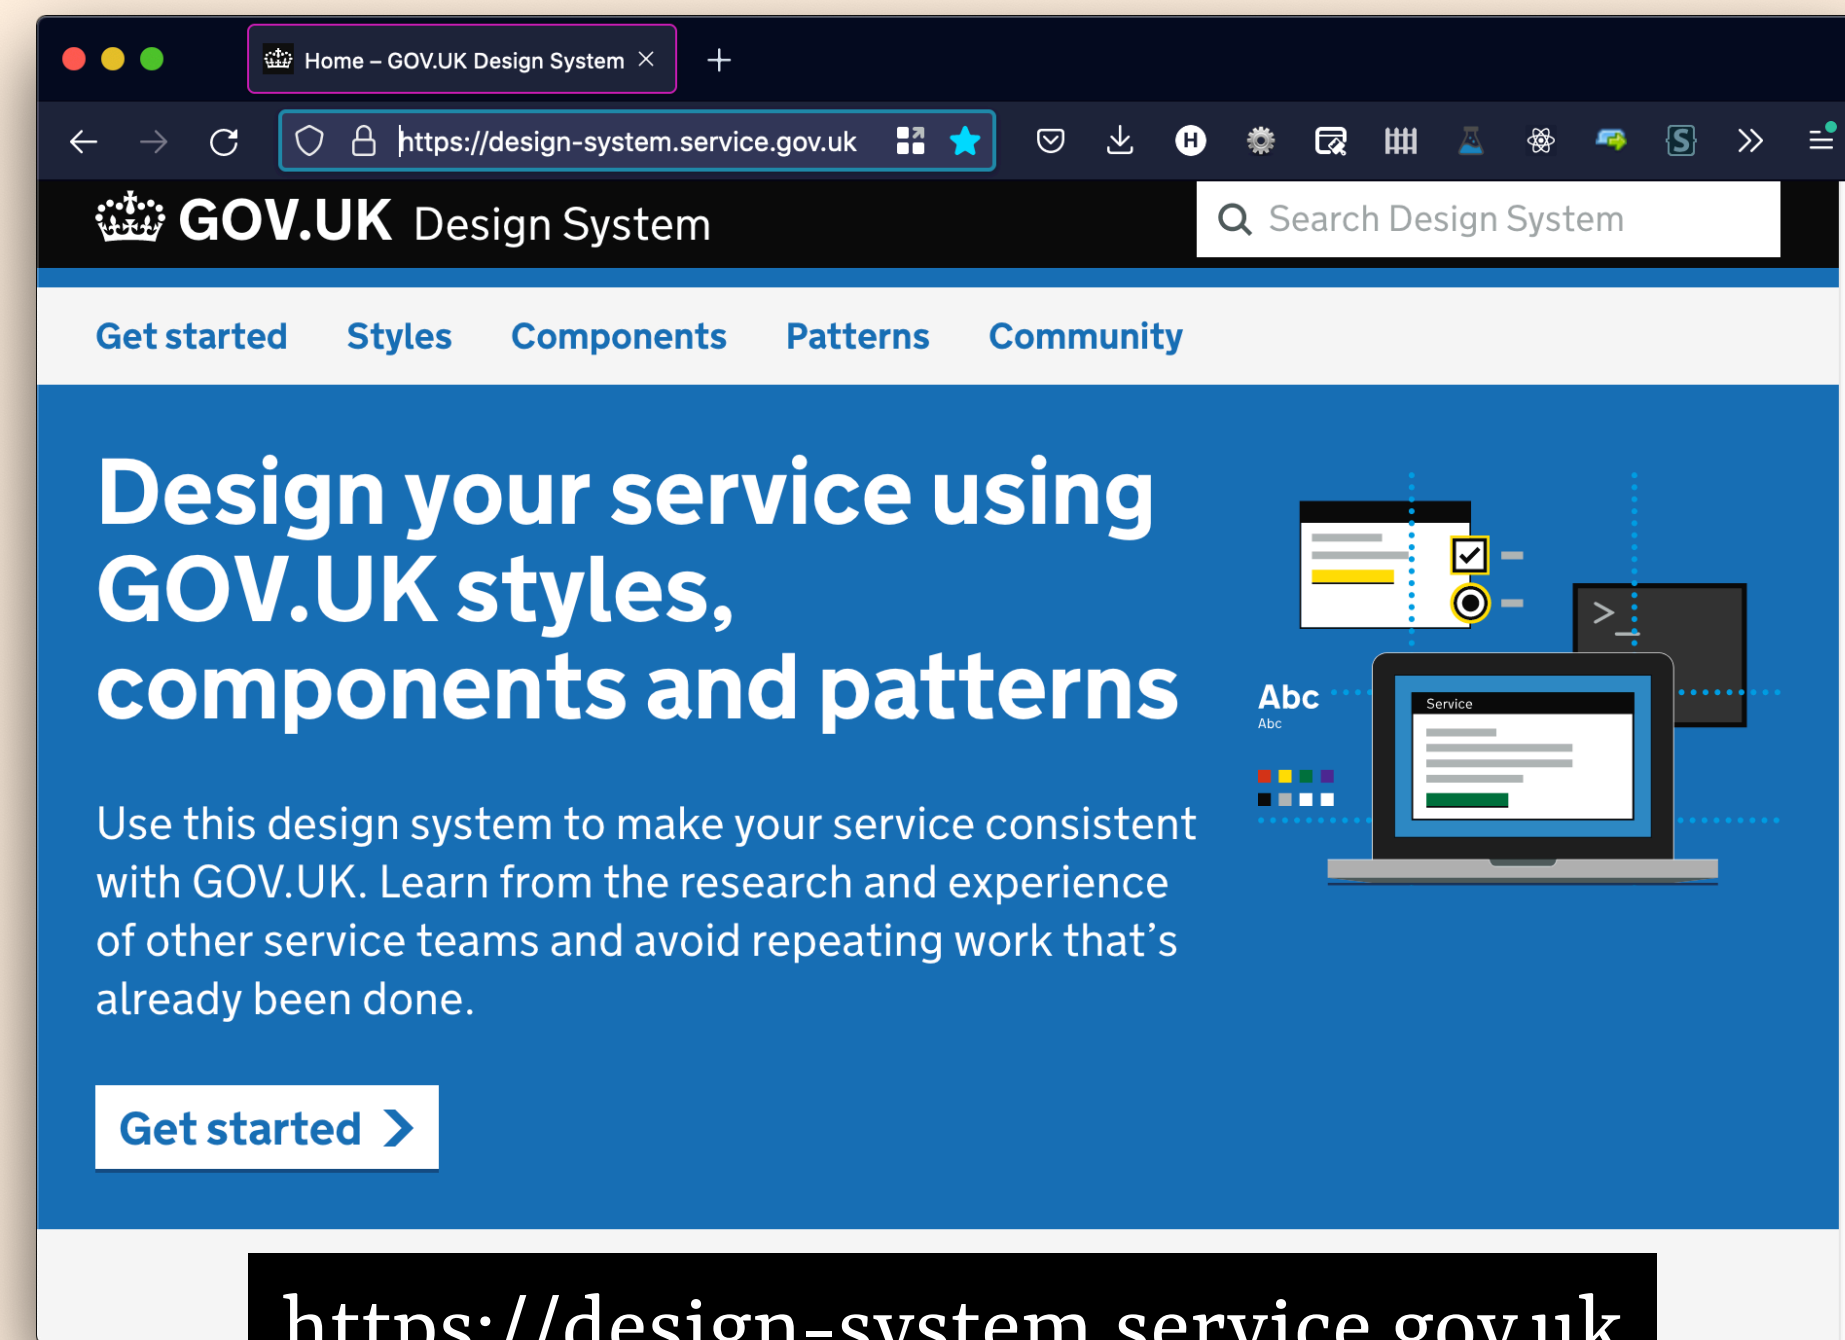 Home – GOV.UK Design System
https://design-system.service.gov.uk
GOV.UK Design System
Search Design System
Get started Styles Components Patterns Community
Design your service using
GOV.UK styles,
components and patterns
Use this design system to make your service consistent
with GOV.UK. Learn from the research and experience
of other service teams and avoid repeating work that’s
already been done.
Get started
Abc
Abc
Service
>_
H
S
https://design-system.service.gov.uk